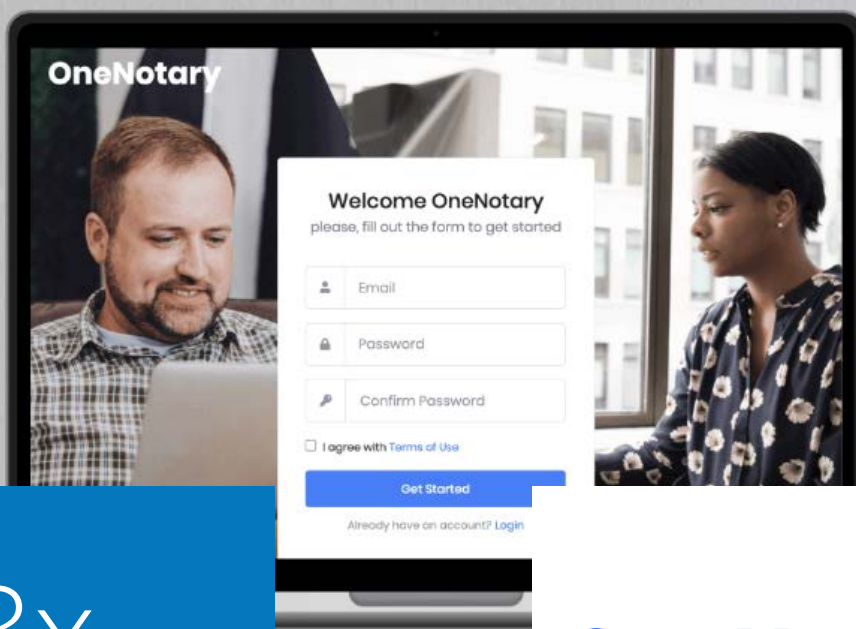 OneNotary
Welcome OneNotary
please, fill out the form to get started
Email
Password
Confirm Password
I agree with Terms of Use
Get Started
Already have an account? Login